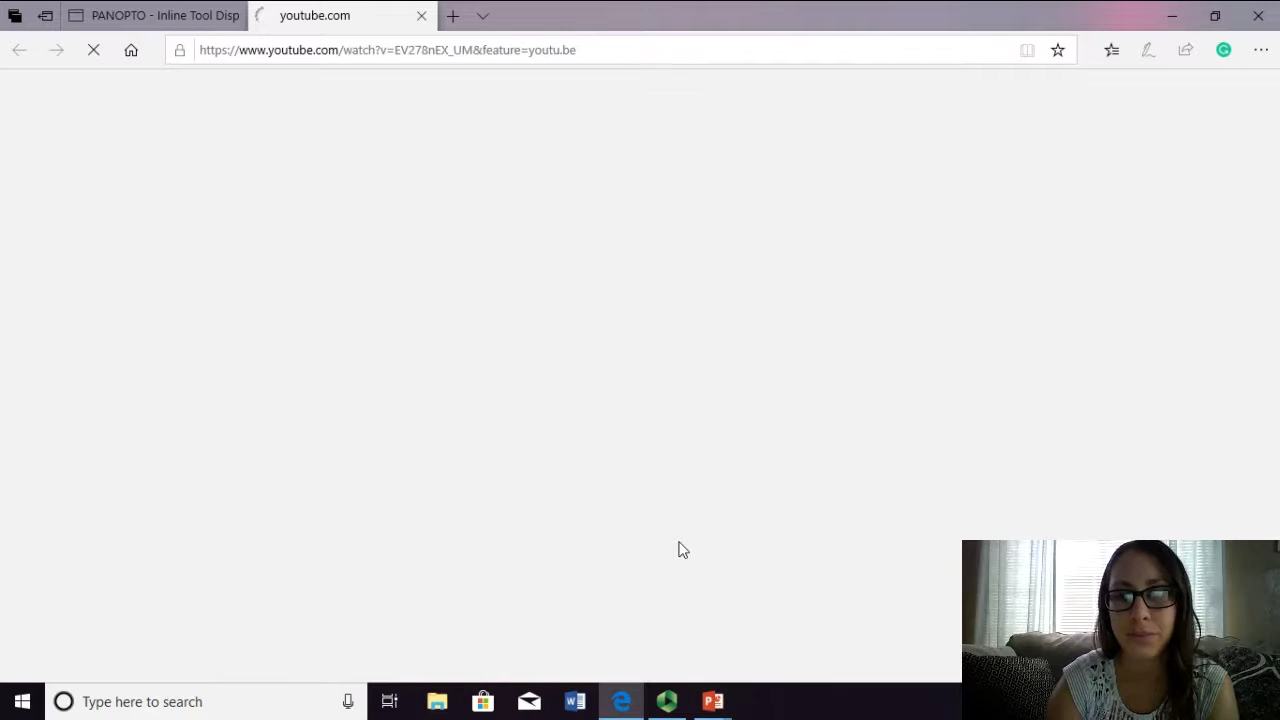 PANOPTO - Inline Tool Disp
youtube.com
https://www.youtube.com/watch?v=EV278nEX_UM&feature=youtu.be
Type here to search